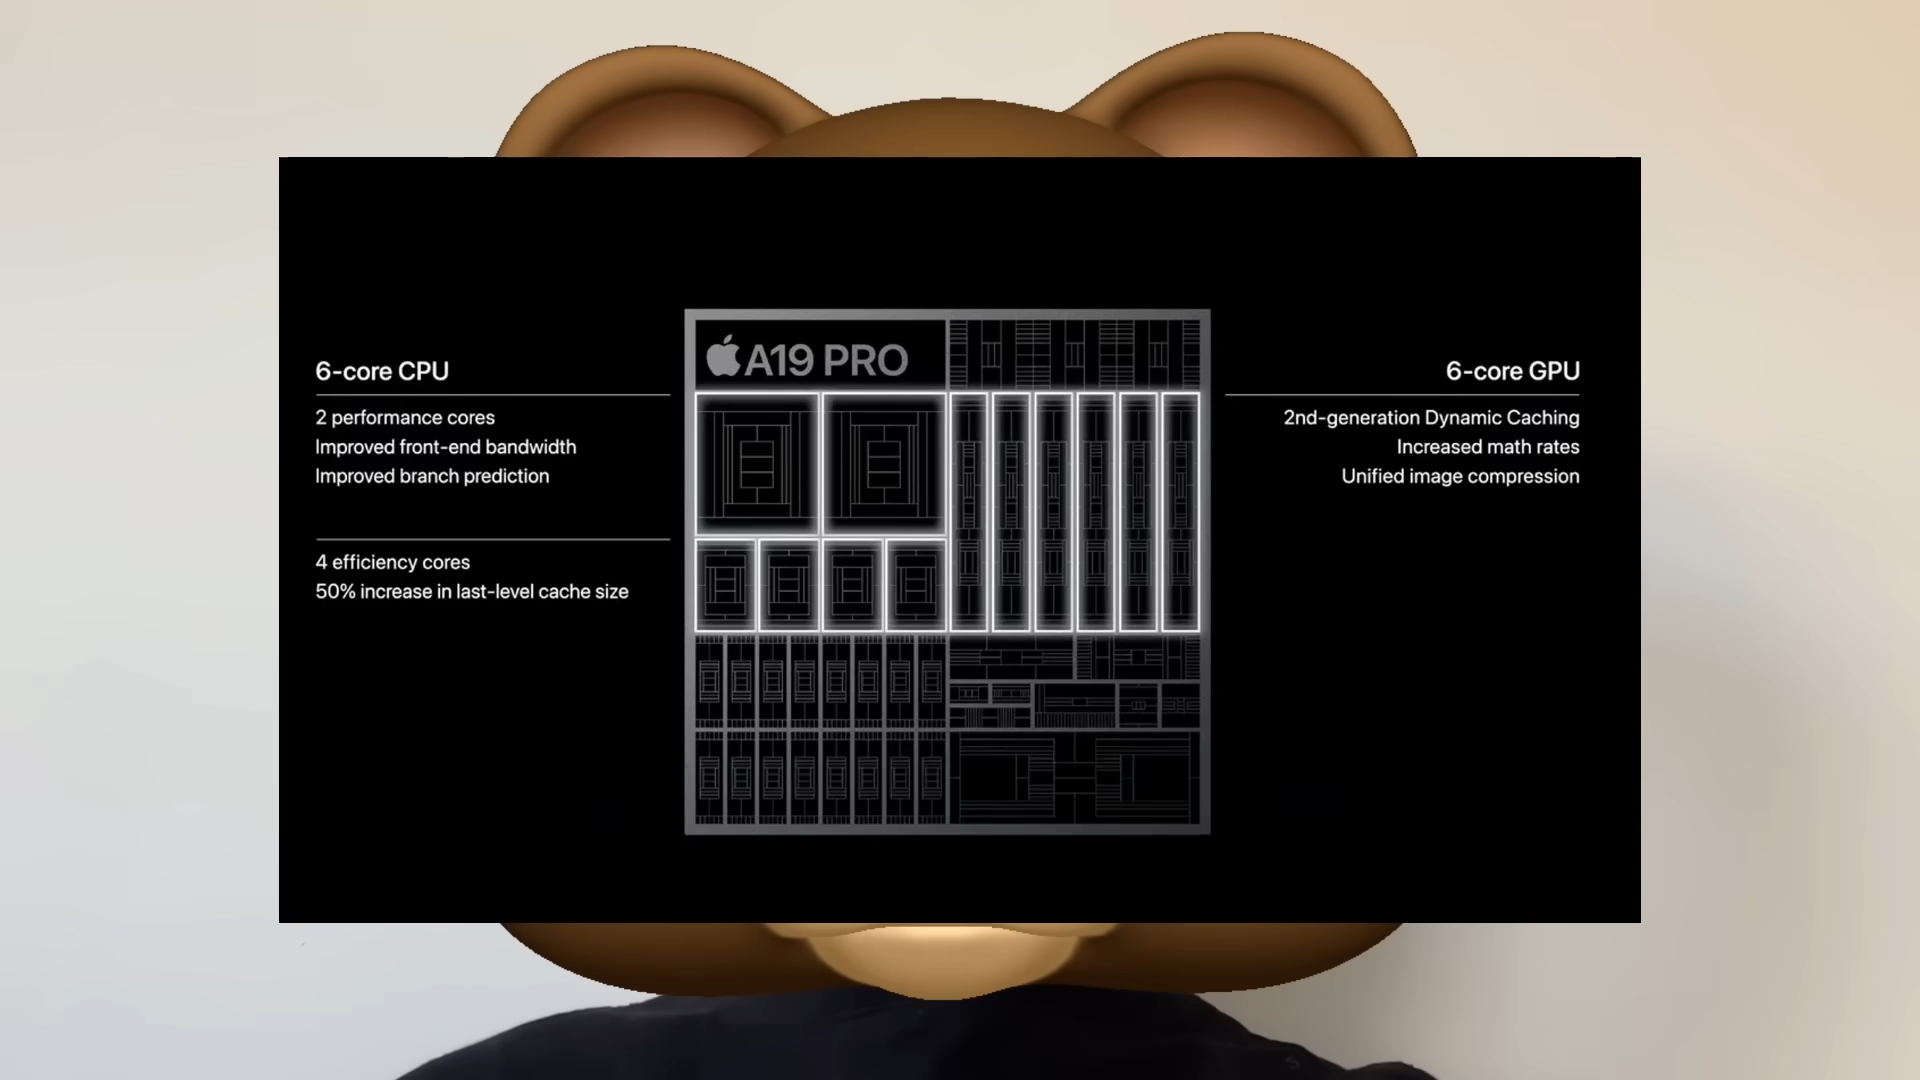 6-core CPU
2 performance cores
Improved front-end bandwidth
Improved branch prediction
4 efficiency cores
50% increase in last-level cache size
A19 PRO
6-core GPU
2nd-generation Dynamic Caching
Increased math rates
Unified image compression